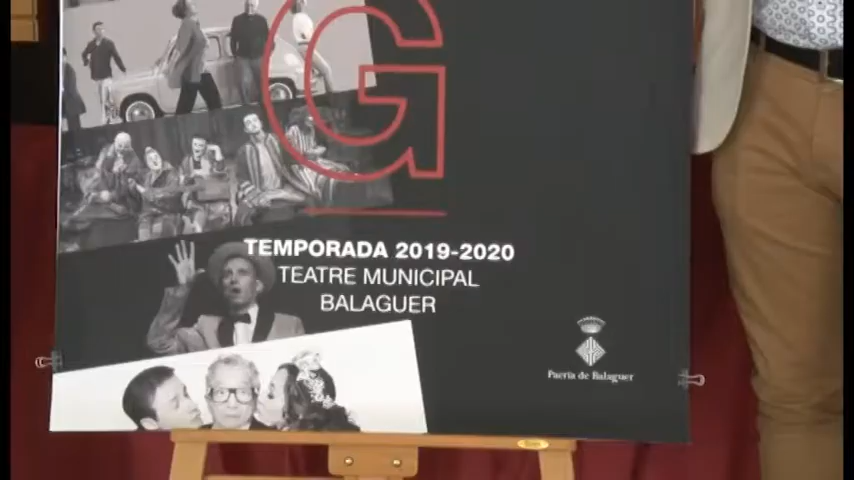 G
TEMPORADA 2019-2020
TEATRE MUNICIPAL
BALAGUER
Paeria de Balaguer